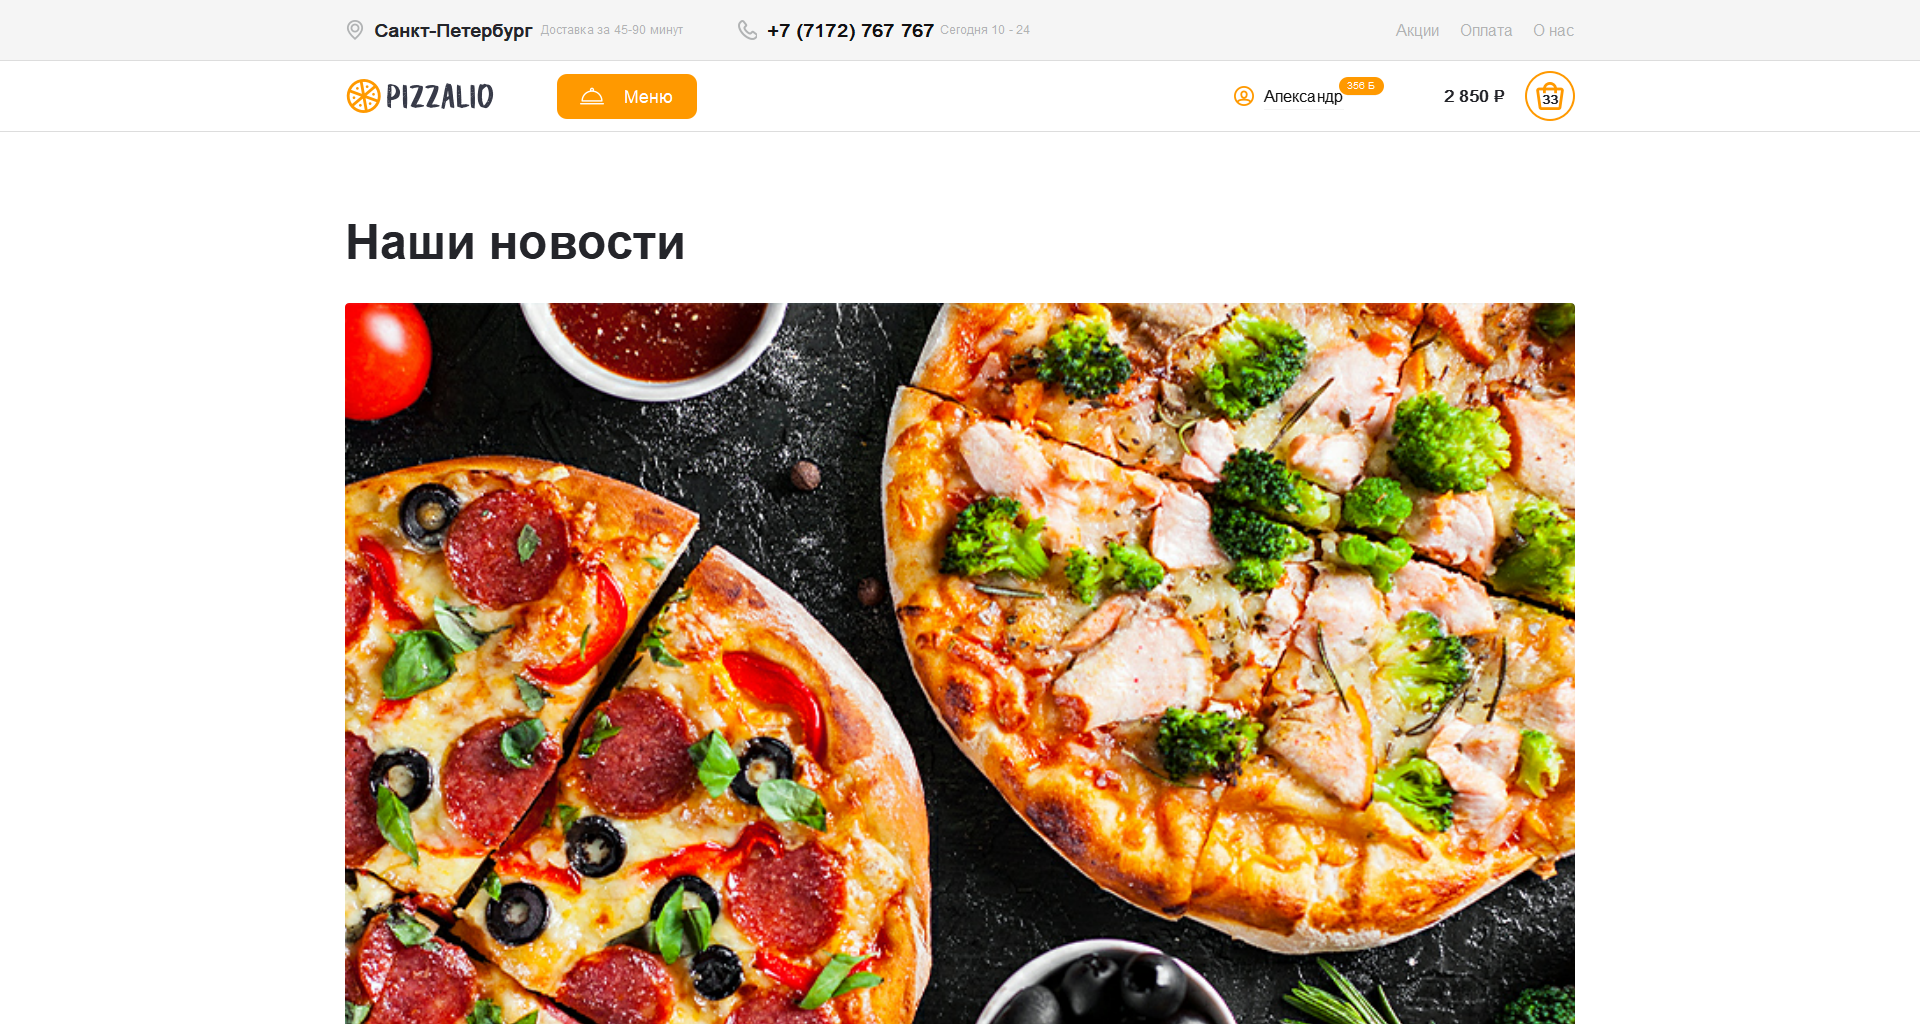 Санкт-Петербург Доставка за 45-90 минут +7 (7172) 767 767 Сегодня 10 - 24 Акции Оплата О нас
PIZZALIO Меню Александр 356 Б 2 850 ₽ 33
Наши новости